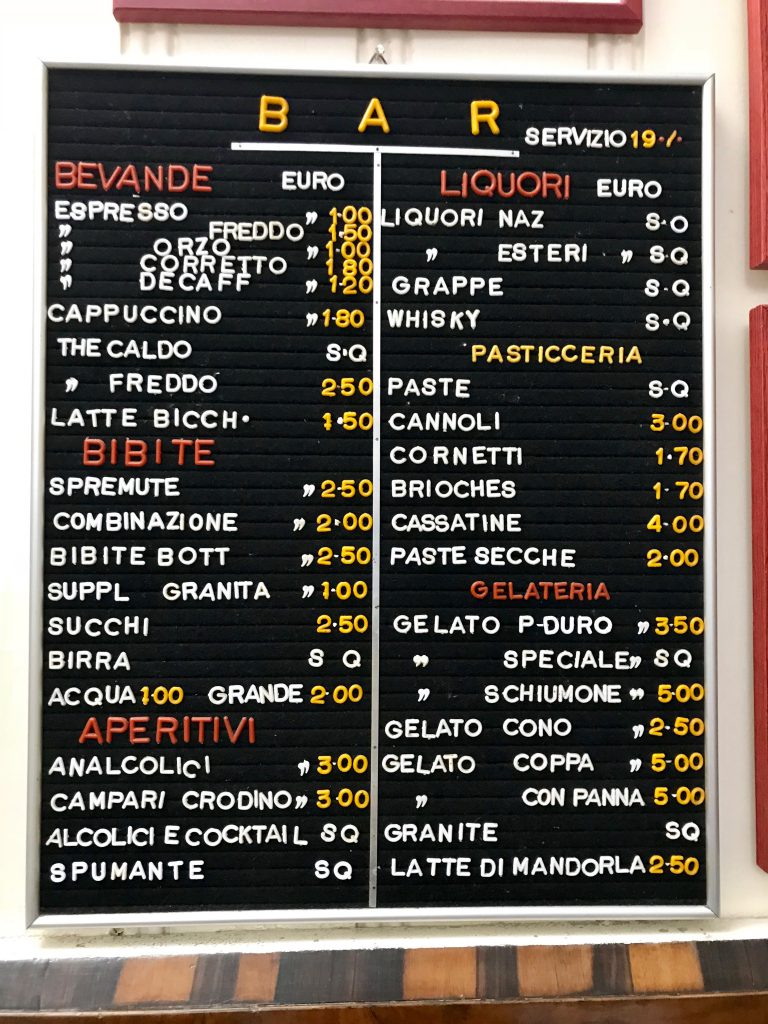 BAR
SERVIZIO 19·/·
BEVANDE EURO
ESPRESSO " 1·00
" FREDDO 1·50
" ORZO " 1·00
" CORRETTO 1·80
" DECAFF " 1·20
CAPPUCCINO " 1·80
THE CALDO S·Q
" FREDDO 250
LATTE BICCH· 1·50
BIBITE
SPREMUTE " 2·50
COMBINAZIONE " 2·00
BIBITE BOTT " 2·50
SUPPL GRANITA " 1·00
SUCCHI 2·50
BIRRA S Q
ACQUA 1·00 GRANDE 2·00
APERITIVI
ANALCOLICI " 3·00
CAMPARI CRODINO " 3·00
ALCOLICI E COCKTAIL SQ
SPUMANTE SQ
LIQUORI EURO
LIQUORI NAZ S·O
" ESTERI " S·Q
GRAPPE S·Q
WHISKY S·Q
PASTICCERIA
PASTE S·Q
CANNOLI 3·00
CORNETTI 1·70
BRIOCHES 1·70
CASSATINE 4·00
PASTE SECCHE 2·00
GELATERIA
GELATO P-DURO " 3·50
" SPECIALE " SQ
" SCHIUMONE " 5·00
GELATO CONO " 2·50
GELATO COPPA " 5·00
" CON PANNA 5·00
GRANITE SQ
LATTE DI MANDORLA 2·50